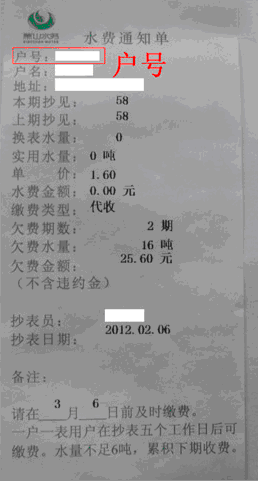 萧山水务
XIAOSHAN WATER
水费通知单
户号：
户号
户名：
地址：
本期抄见： 58
上期抄见： 58
换表水量： 0
实用水量： 0 吨
单 价： 1.60
水费金额： 0.00 元
缴费类型： 代收
欠费期数： 2 期
欠费水量： 16 吨
欠费金额： 25.60 元
（不含违约金）
抄表员：
抄表日期： 2012.02.06
备注：
请在 3 月 6 日前及时缴费。
一户一表用户在抄表五个工作日后可
缴费。水量不足6吨，累积下期收费。